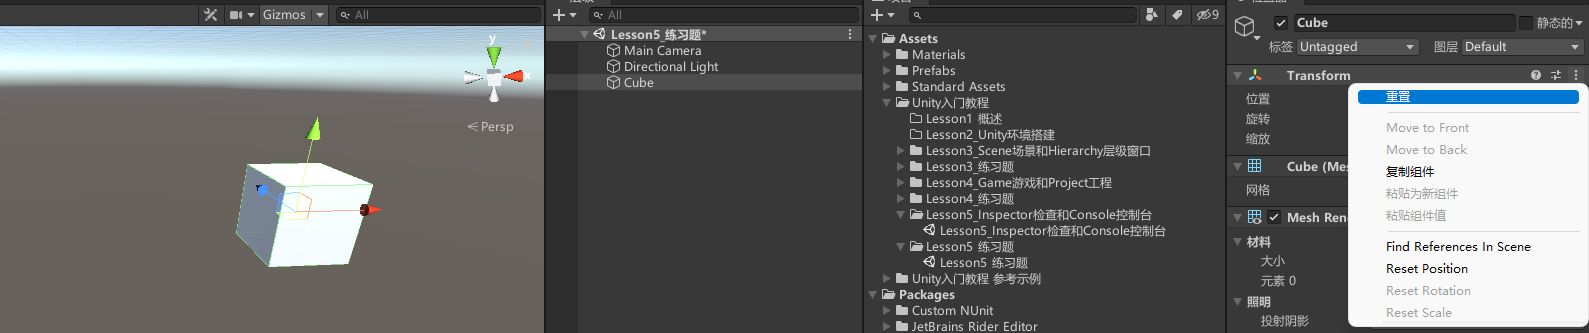 Gizmos
All
y
x
Persp
All
Lesson5_练习题*
Main Camera
Directional Light
Cube
9
Assets
Materials
Prefabs
Standard Assets
Unity入门教程
Lesson1 概述
Lesson2_Unity环境搭建
Lesson3_Scene场景和Hierarchy层级窗口
Lesson3_练习题
Lesson4_Game游戏和Project工程
Lesson4_练习题
Lesson5_Inspector检查和Console控制台
Lesson5_Inspector检查和Console控制台
Lesson5 练习题
Lesson5 练习题
Unity入门教程 参考示例
Packages
Custom NUnit
JetBrains Rider Editor
Cube
静态的
标签 Untagged
图层 Default
Transform
位置
旋转
缩放
Cube (Mes
网格
Mesh Ren
材料
大小
元素 0
照明
投射阴影
重置
Move to Front
Move to Back
复制组件
粘贴为新组件
粘贴组件值
Find References In Scene
Reset Position
Reset Rotation
Reset Scale